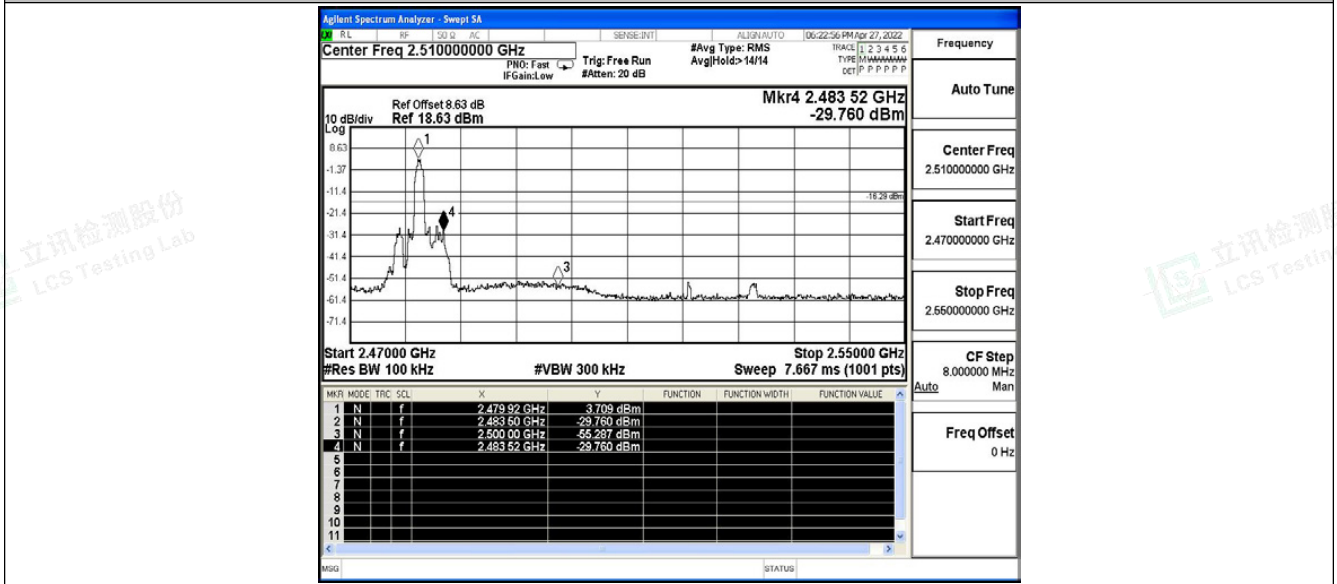 Agilent Spectrum Analyzer - Swept SA
RL RF 50 Ω AC SENSE:INT ALIGNAUTO 06:22:56 PM Apr 27, 2022
Center Freq 2.510000000 GHz
PNO: Fast
IFGain:Low
Trig: Free Run
#Atten: 20 dB
#Avg Type: RMS
Avg|Hold:> 14/14
TRACE 1 2 3 4 5 6
TYPE MWWWWW
DET P P P P P P
Mkr4 2.483 52 GHz
-29.760 dBm
Ref Offset 8.63 dB
10 dB/div Ref 18.63 dBm
Log
8.63
-1.37
-11.4
-21.4
-31.4
-41.4
-51.4
-61.4
-71.4
1
4
3
-16.29 dBm
Start 2.47000 GHz Stop 2.55000 GHz
#Res BW 100 kHz #VBW 300 kHz Sweep 7.667 ms (1001 pts)
MKR MODE TRC SCL X Y FUNCTION FUNCTION WIDTH FUNCTION VALUE
1 N f 2.479 92 GHz 3.709 dBm
2 N f 2.483 50 GHz -29.760 dBm
3 N f 2.500 00 GHz -55.287 dBm
4 N f 2.483 52 GHz -29.760 dBm
5
6
7
8
9
10
11
MSG STATUS
Frequency
Auto Tune
Center Freq
2.510000000 GHz
Start Freq
2.470000000 GHz
Stop Freq
2.550000000 GHz
CF Step
8.000000 MHz
Auto Man
Freq Offset
0 Hz
立讯检测股份
LCS Testing Lab
立讯检测
LCS Testin